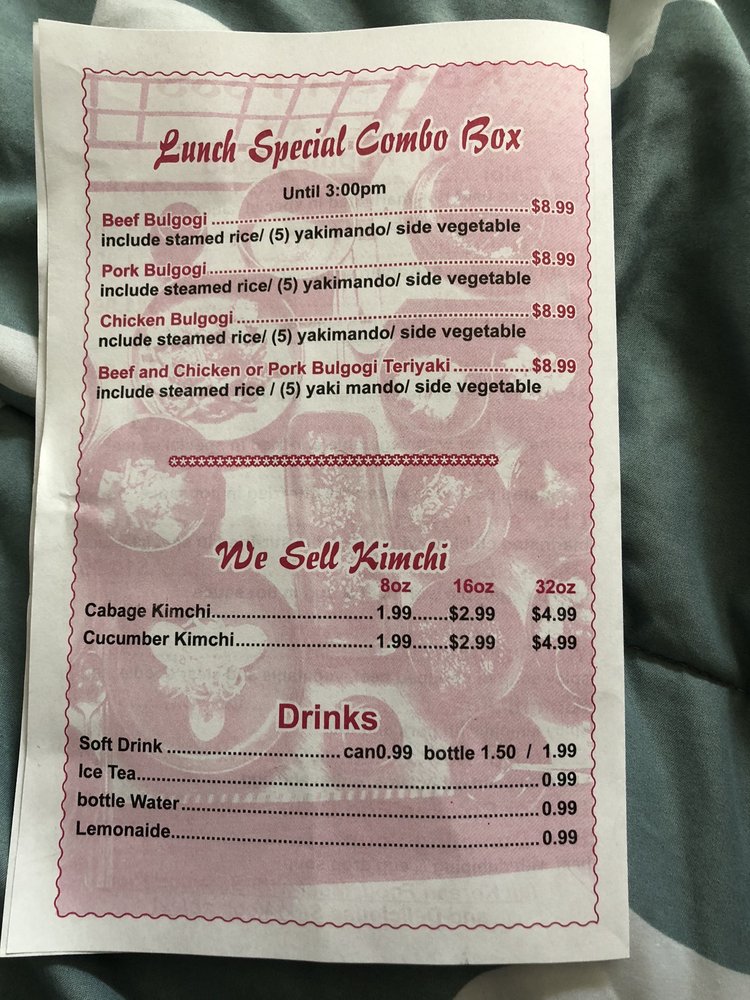 Lunch Special Combo Box
Until 3:00pm
Beef Bulgogi ........................................................ $8.99
include stamed rice/ (5) yakimando/ side vegetable
Pork Bulgogi......................................................... $8.99
include steamed rice/ (5) yakimando/ side vegetable
Chicken Bulgogi................................................... $8.99
nclude steamed rice/ (5) yakimando/ side vegetable
Beef and Chicken or Pork Bulgogi Teriyaki............... $8.99
include steamed rice / (5) yaki mando/ side vegetable
************************************
We Sell Kimchi
8oz 16oz 32oz
Cabage Kimchi................................ 1.99.......$2.99 $4.99
Cucumber Kimchi........................... 1.99.......$2.99 $4.99
Drinks
Soft Drink ................................. can0.99 bottle 1.50 / 1.99
Ice Tea................................................................................ 0.99
bottle Water....................................................................... 0.99
Lemonaide......................................................................... 0.99